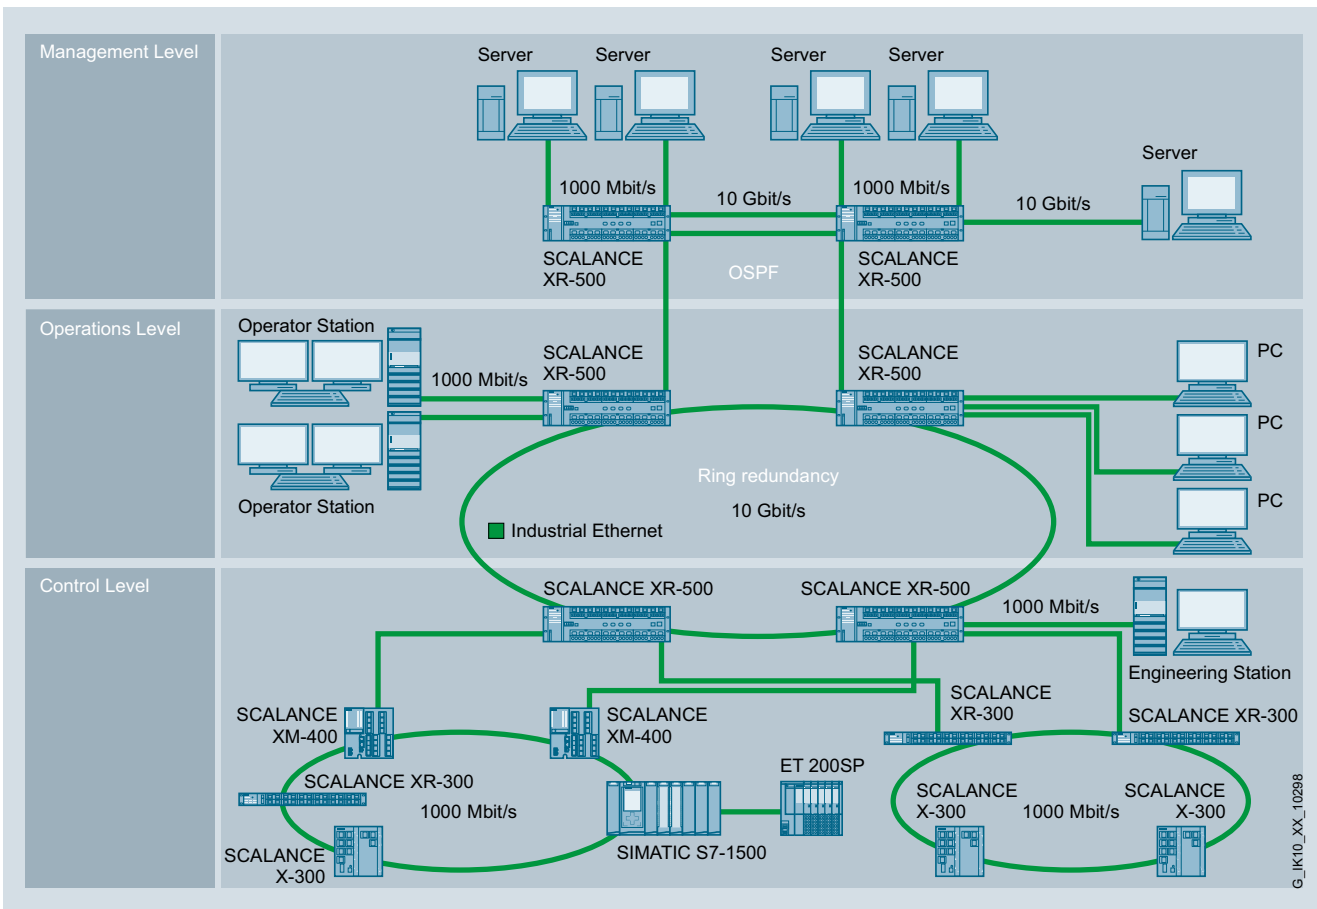 Management Level
Server
Server
Server
Server
Server
1000 Mbit/s
10 Gbit/s
1000 Mbit/s
10 Gbit/s
SCALANCE
XR-500
OSPF
SCALANCE
XR-500
Operations Level
Operator Station
1000 Mbit/s
SCALANCE
XR-500
SCALANCE
XR-500
PC
PC
PC
Operator Station
Ring redundancy
10 Gbit/s
Industrial Ethernet
Control Level
SCALANCE XR-500
SCALANCE XR-500
1000 Mbit/s
Engineering Station
SCALANCE
XM-400
SCALANCE
XM-400
SCALANCE
XR-300
SCALANCE XR-300
SCALANCE XR-300
1000 Mbit/s
SCALANCE
X-300
SIMATIC S7-1500
ET 200SP
SCALANCE
X-300
1000 Mbit/s
SCALANCE
X-300
G_IK10_XX_10298